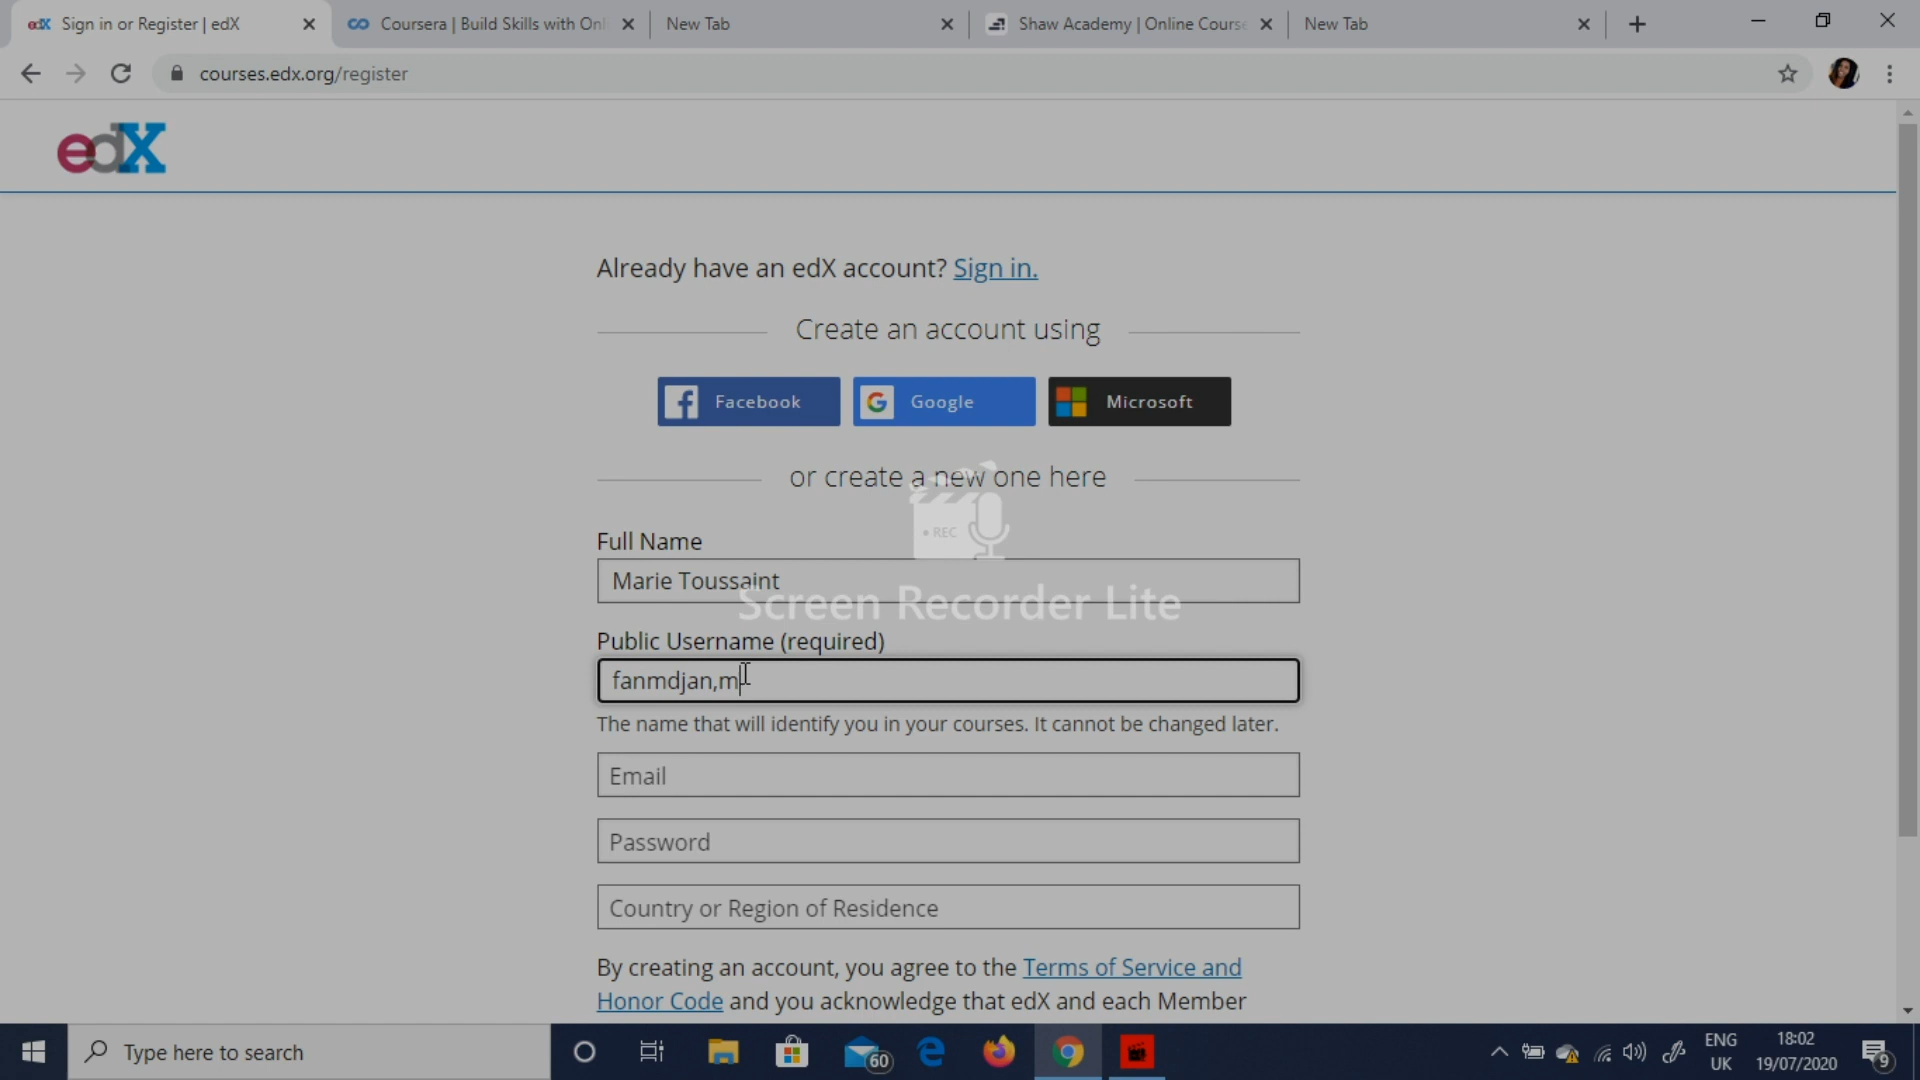 edX Sign in or Register | edX
Coursera | Build Skills with Onl
New Tab
Shaw Academy | Online Course
New Tab
courses.edx.org/register
edX
Already have an edX account? Sign in.
Create an account using
Facebook
Google
Microsoft
or create a new one here
REC
Full Name
Marie Toussaint
Screen Recorder Lite
Public Username (required)
fanmdjan,m
The name that will identify you in your courses. It cannot be changed later.
Email
Password
Country or Region of Residence
By creating an account, you agree to the Terms of Service and
Honor Code and you acknowledge that edX and each Member
Type here to search
60
ENG
UK
18:02
19/07/2020
9